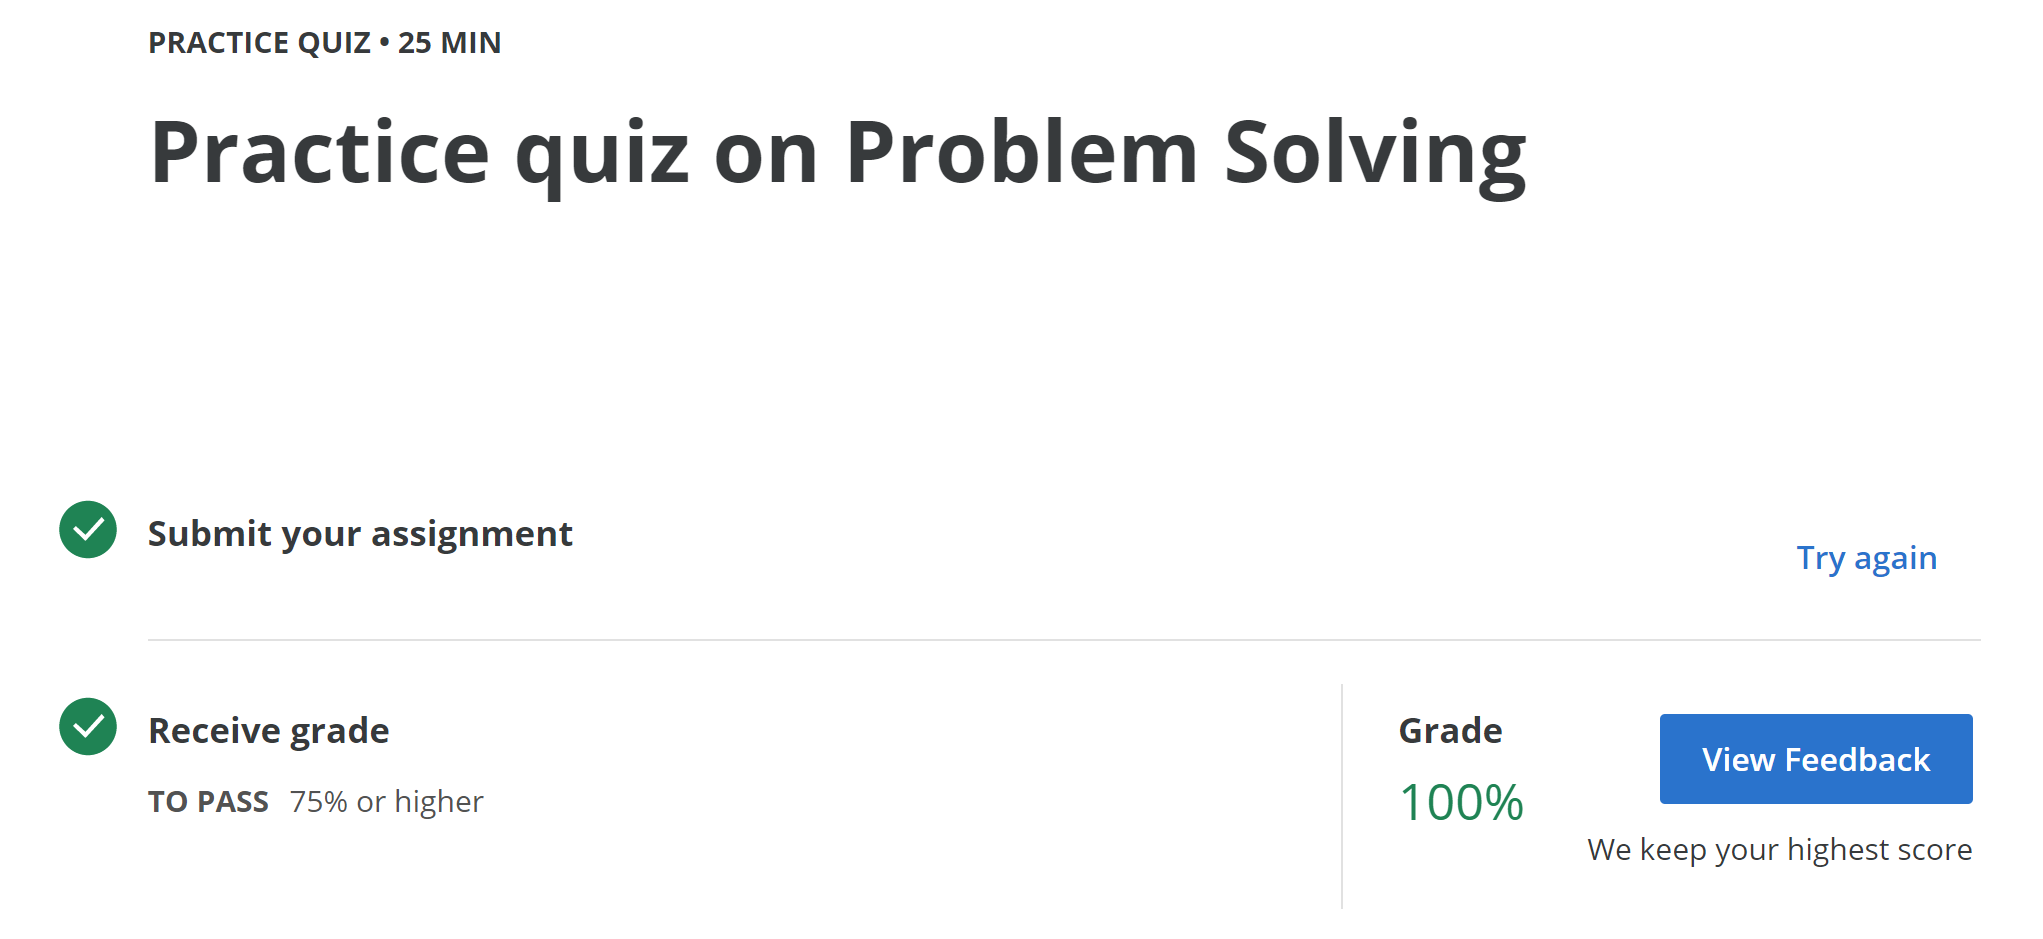 PRACTICE QUIZ • 25 MIN
Practice quiz on Problem Solving
Submit your assignment
Try again
Receive grade
TO PASS 75% or higher
Grade
100%
View Feedback
We keep your highest score